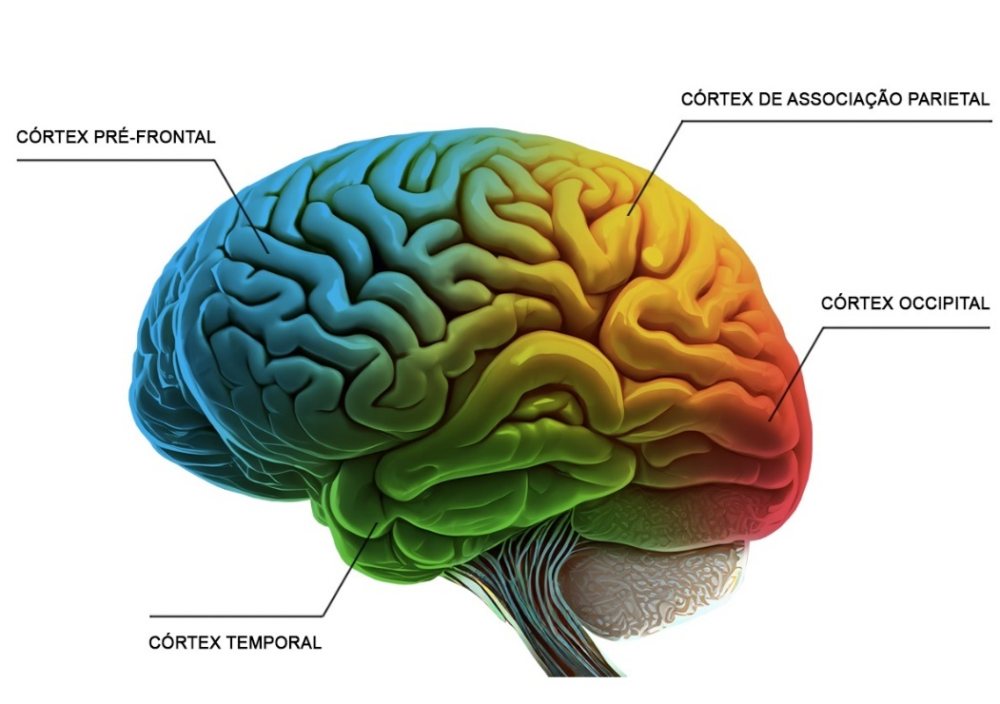 CÓRTEX DE ASSOCIAÇÃO PARIETAL
CÓRTEX PRÉ-FRONTAL
CÓRTEX OCCIPITAL
CÓRTEX TEMPORAL